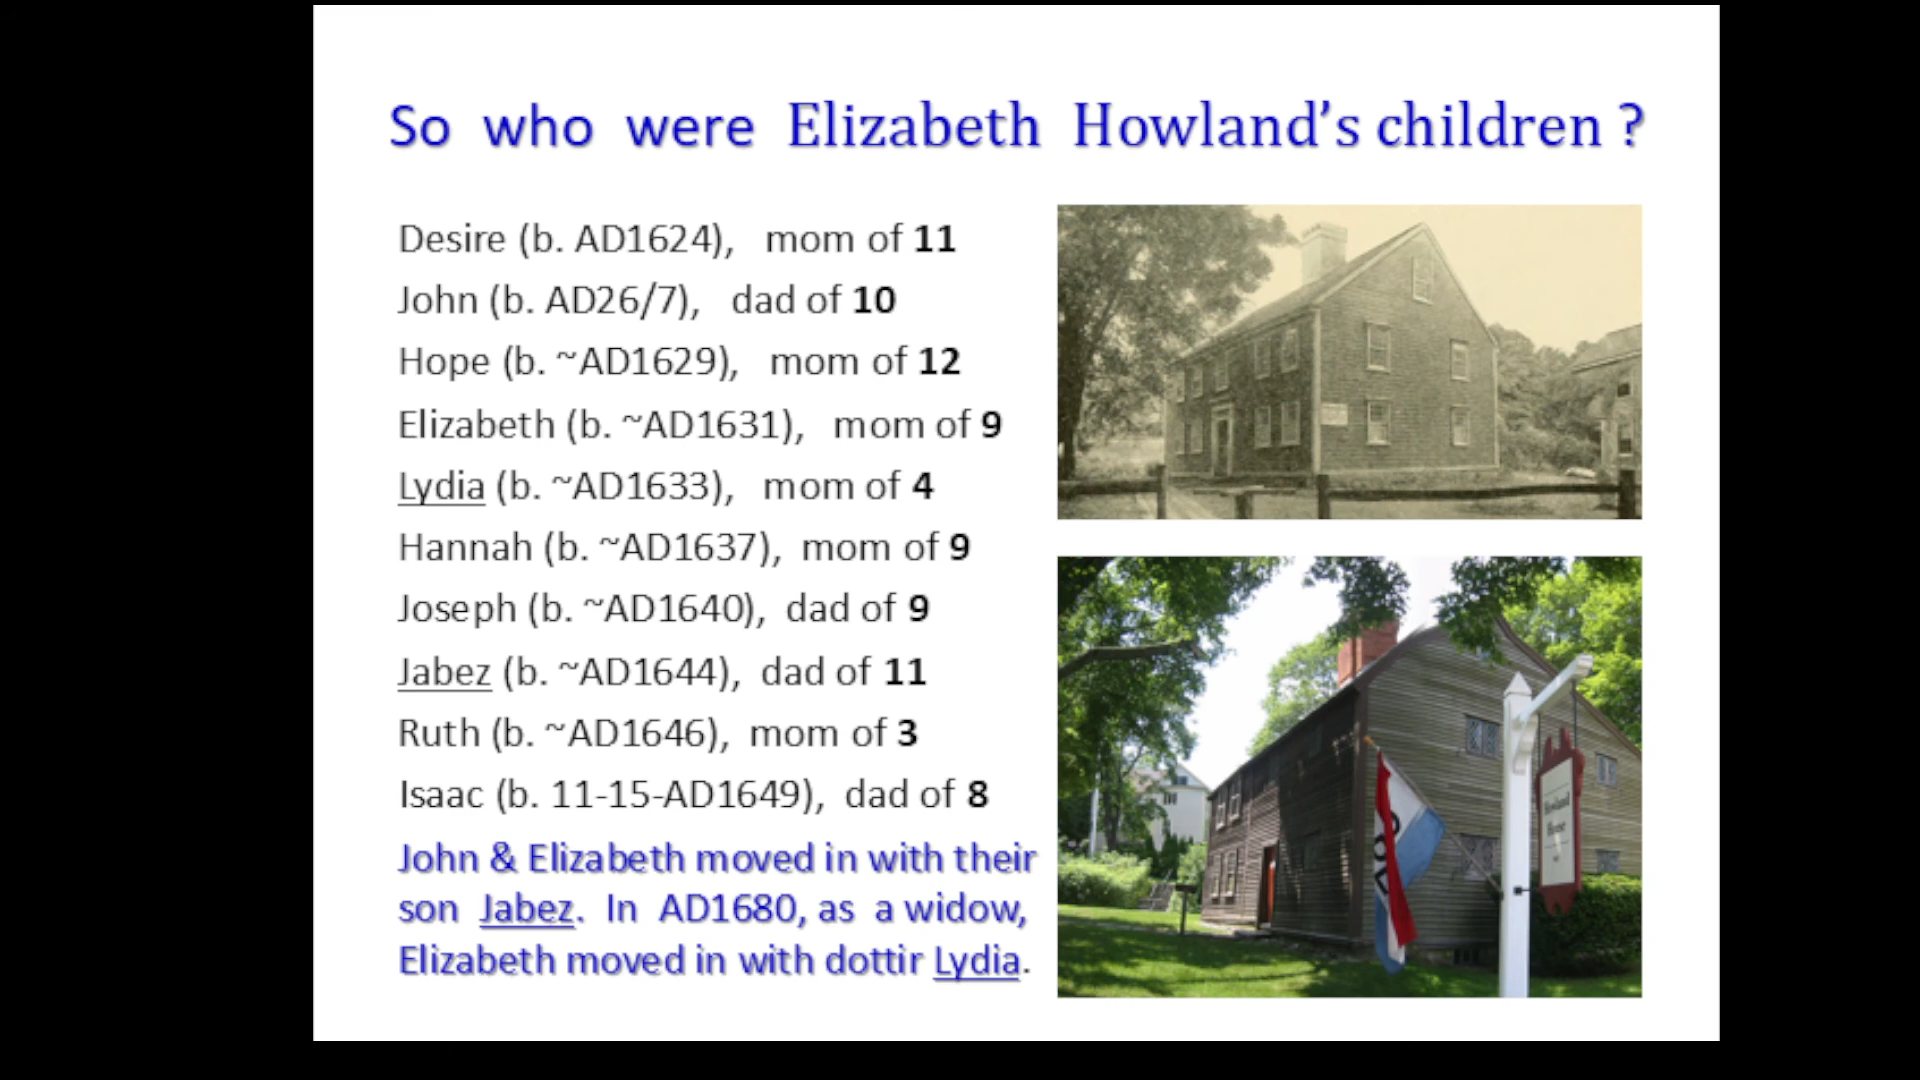 So who were Elizabeth Howland’s children ?
Desire (b. AD1624), mom of 11
John (b. AD26/7), dad of 10
Hope (b. ~AD1629), mom of 12
Elizabeth (b. ~AD1631), mom of 9
Lydia (b. ~AD1633), mom of 4
Hannah (b. ~AD1637), mom of 9
Joseph (b. ~AD1640), dad of 9
Jabez (b. ~AD1644), dad of 11
Ruth (b. ~AD1646), mom of 3
Isaac (b. 11-15-AD1649), dad of 8
John & Elizabeth moved in with their
son Jabez. In AD1680, as a widow,
Elizabeth moved in with dottir Lydia.
Howland
House